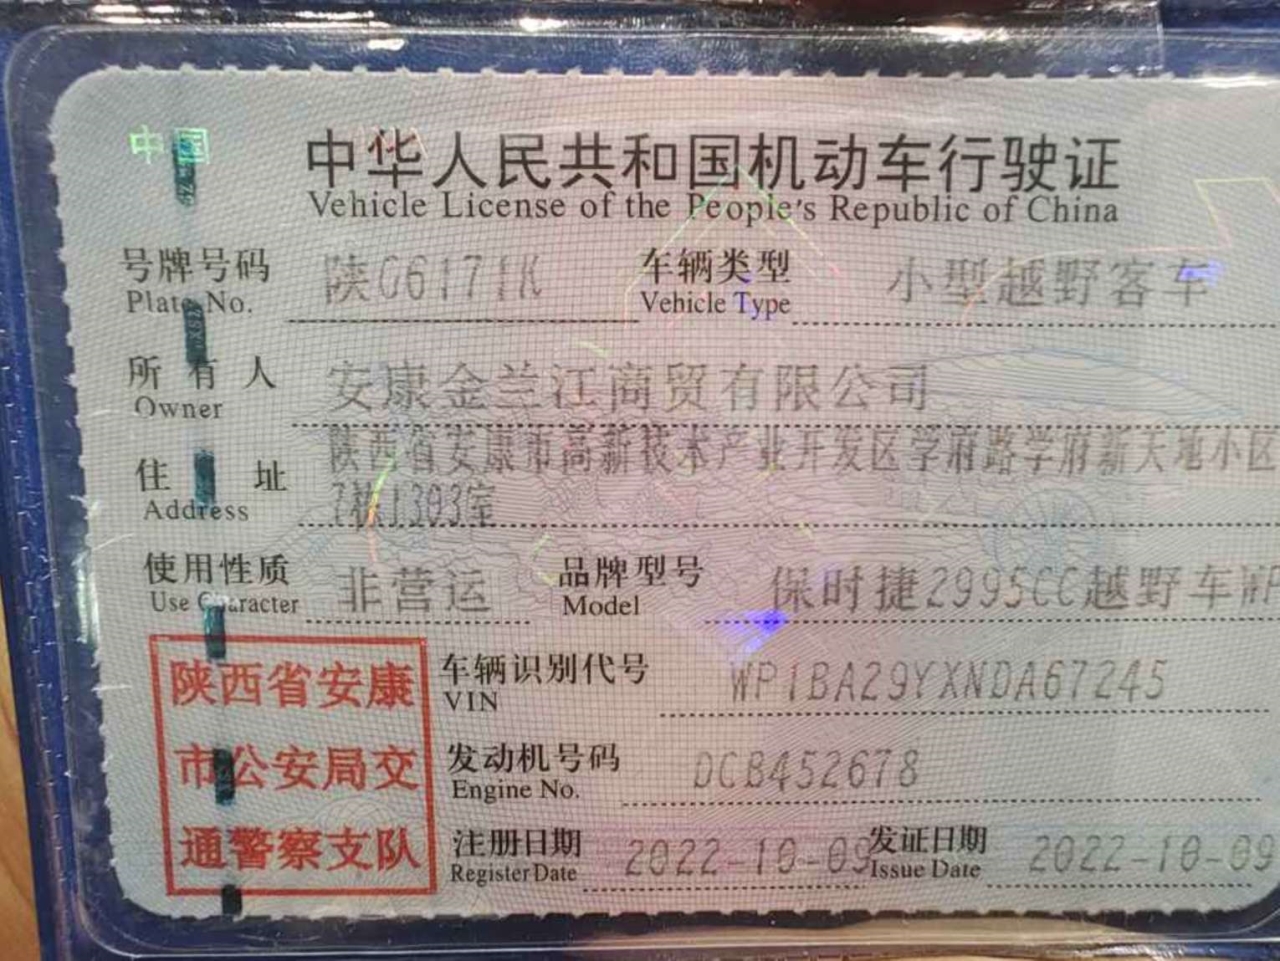 中国
中华人民共和国机动车行驶证
Vehicle License of the People's Republic of China
号牌号码 陕G6171K 车辆类型 小型越野客车
Plate No. Vehicle Type
所有人 安康金兰江商贸有限公司
Owner
住址 陕西省安康市高新技术产业开发区学府路学府新天地小区
Address 7栋1303室
使用性质 非营运 品牌型号 保时捷2995CC越野车WP
Use Character Model
陕西省安康
市公安局交
通警察支队
车辆识别代号 WP1BA29YXNDA67245
VIN
发动机号码 DCB452678
Engine No.
注册日期 2022-10-09 发证日期 2022-10-09
Register Date Issue Date